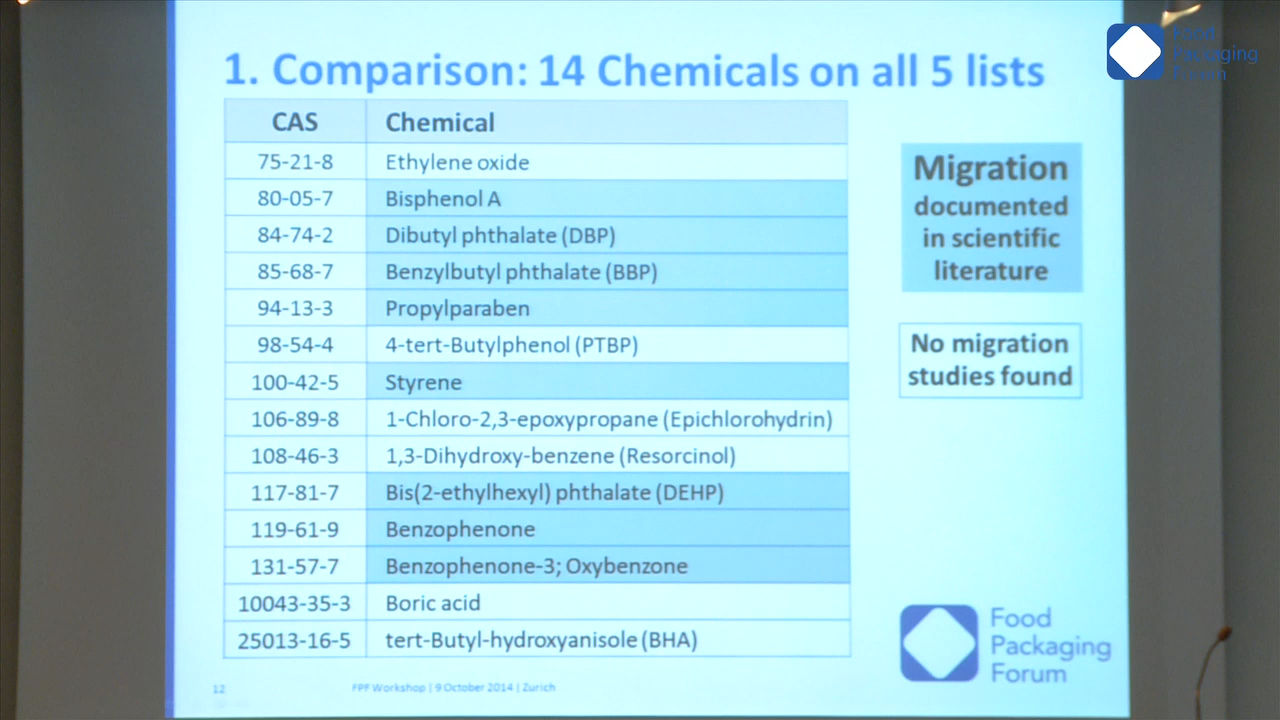 Food
Packaging
Forum
1. Comparison: 14 Chemicals on all 5 lists
CAS Chemical
75-21-8 Ethylene oxide
80-05-7 Bisphenol A
84-74-2 Dibutyl phthalate (DBP)
85-68-7 Benzylbutyl phthalate (BBP)
94-13-3 Propylparaben
98-54-4 4-tert-Butylphenol (PTBP)
100-42-5 Styrene
106-89-8 1-Chloro-2,3-epoxypropane (Epichlorohydrin)
108-46-3 1,3-Dihydroxy-benzene (Resorcinol)
117-81-7 Bis(2-ethylhexyl) phthalate (DEHP)
119-61-9 Benzophenone
131-57-7 Benzophenone-3; Oxybenzone
10043-35-3 Boric acid
25013-16-5 tert-Butyl-hydroxyanisole (BHA)
Migration
documented
in scientific
literature
No migration
studies found
Food
Packaging
Forum
12 FPF Workshop | 9 October 2014 | Zurich